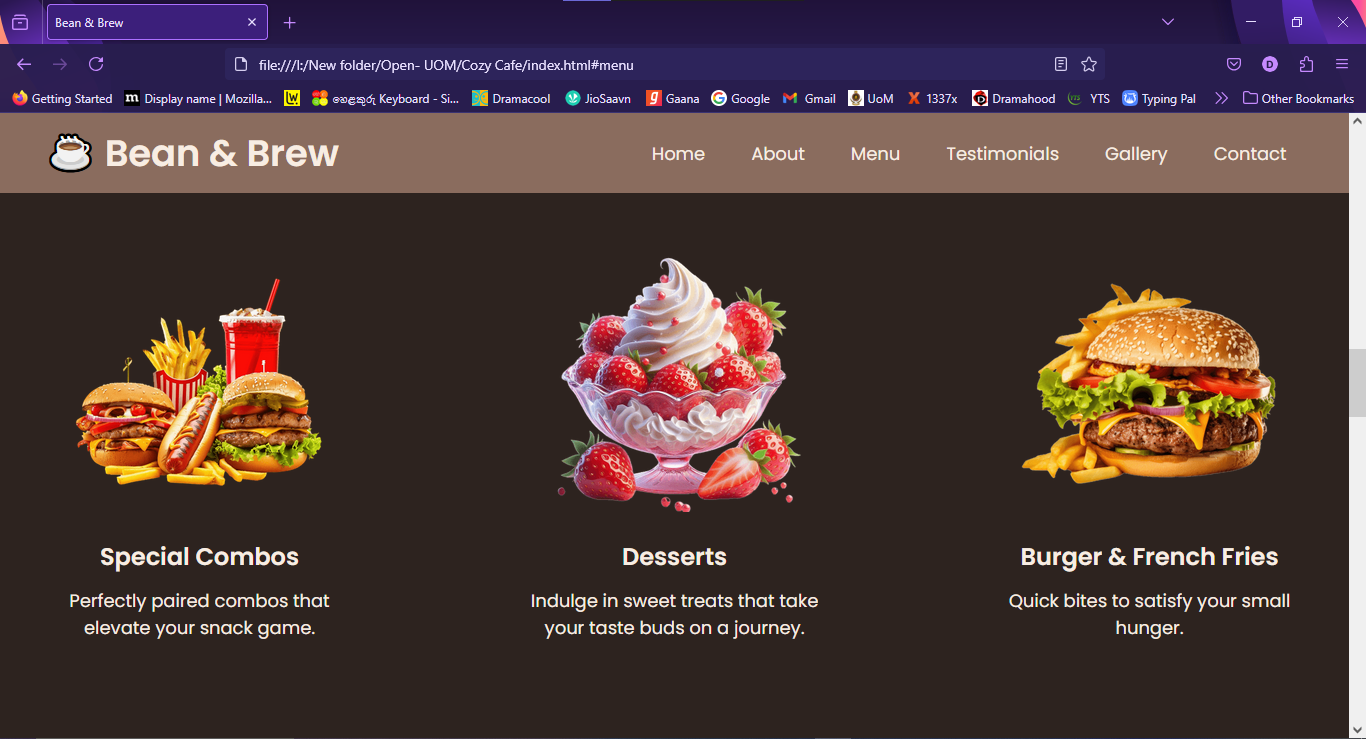 Bean & Brew
file:///I:/New folder/Open- UOM/Cozy Cafe/index.html#menu
D
Getting Started
m
Display name | Mozilla...
හෙළකුරු Keyboard - Si...
Dramacool
JioSaavn
g
Gaana
G
Google
M
Gmail
UoM
X
1337x
D
Dramahood
YTS
Typing Pal
Other Bookmarks
Bean & Brew
Home
About
Menu
Testimonials
Gallery
Contact
Special Combos
Perfectly paired combos that
elevate your snack game.
Desserts
Indulge in sweet treats that take
your taste buds on a journey.
Burger & French Fries
Quick bites to satisfy your small
hunger.